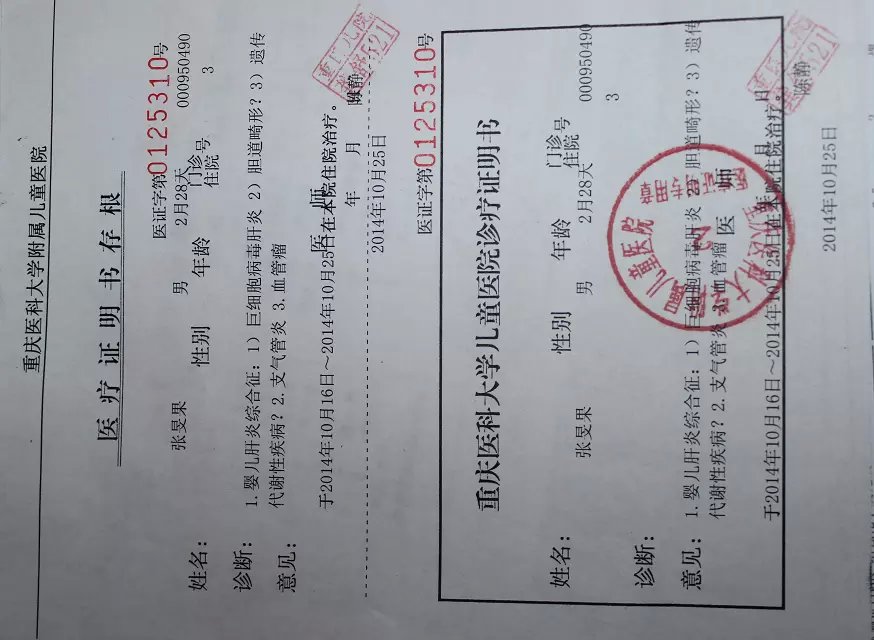 重庆医科大学附属儿童医院
医疗证明书存根
医证字第0125310号
姓名： 张旻果 性别 男 年龄 2月28天 门诊号 000950490
住院 3
诊断： 1.婴儿肝炎综合征：1）巨细胞病毒肝炎 2）胆道畸形？3）遗传
代谢性疾病？2.支气管炎 3.血管瘤
意见：
于2014年10月16日～2014年10月25日在本院住院治疗。
医 师 陈静
年 月
2014年10月25日
医证字第0125310号
重庆医科大学儿童医院诊疗证明书
姓名： 张旻果 性别 男 年龄 2月28天 门诊号 000950490
住院 3
诊断： 1.婴儿肝炎综合征：1）巨细胞病毒肝炎 2）胆道畸形？3）遗传
意见： 代谢性疾病？2.支气管炎 3.血管瘤
医 师 陈静
于2014年10月16日～2014年10月25日在本院住院治疗。
月 日
2014年10月25日